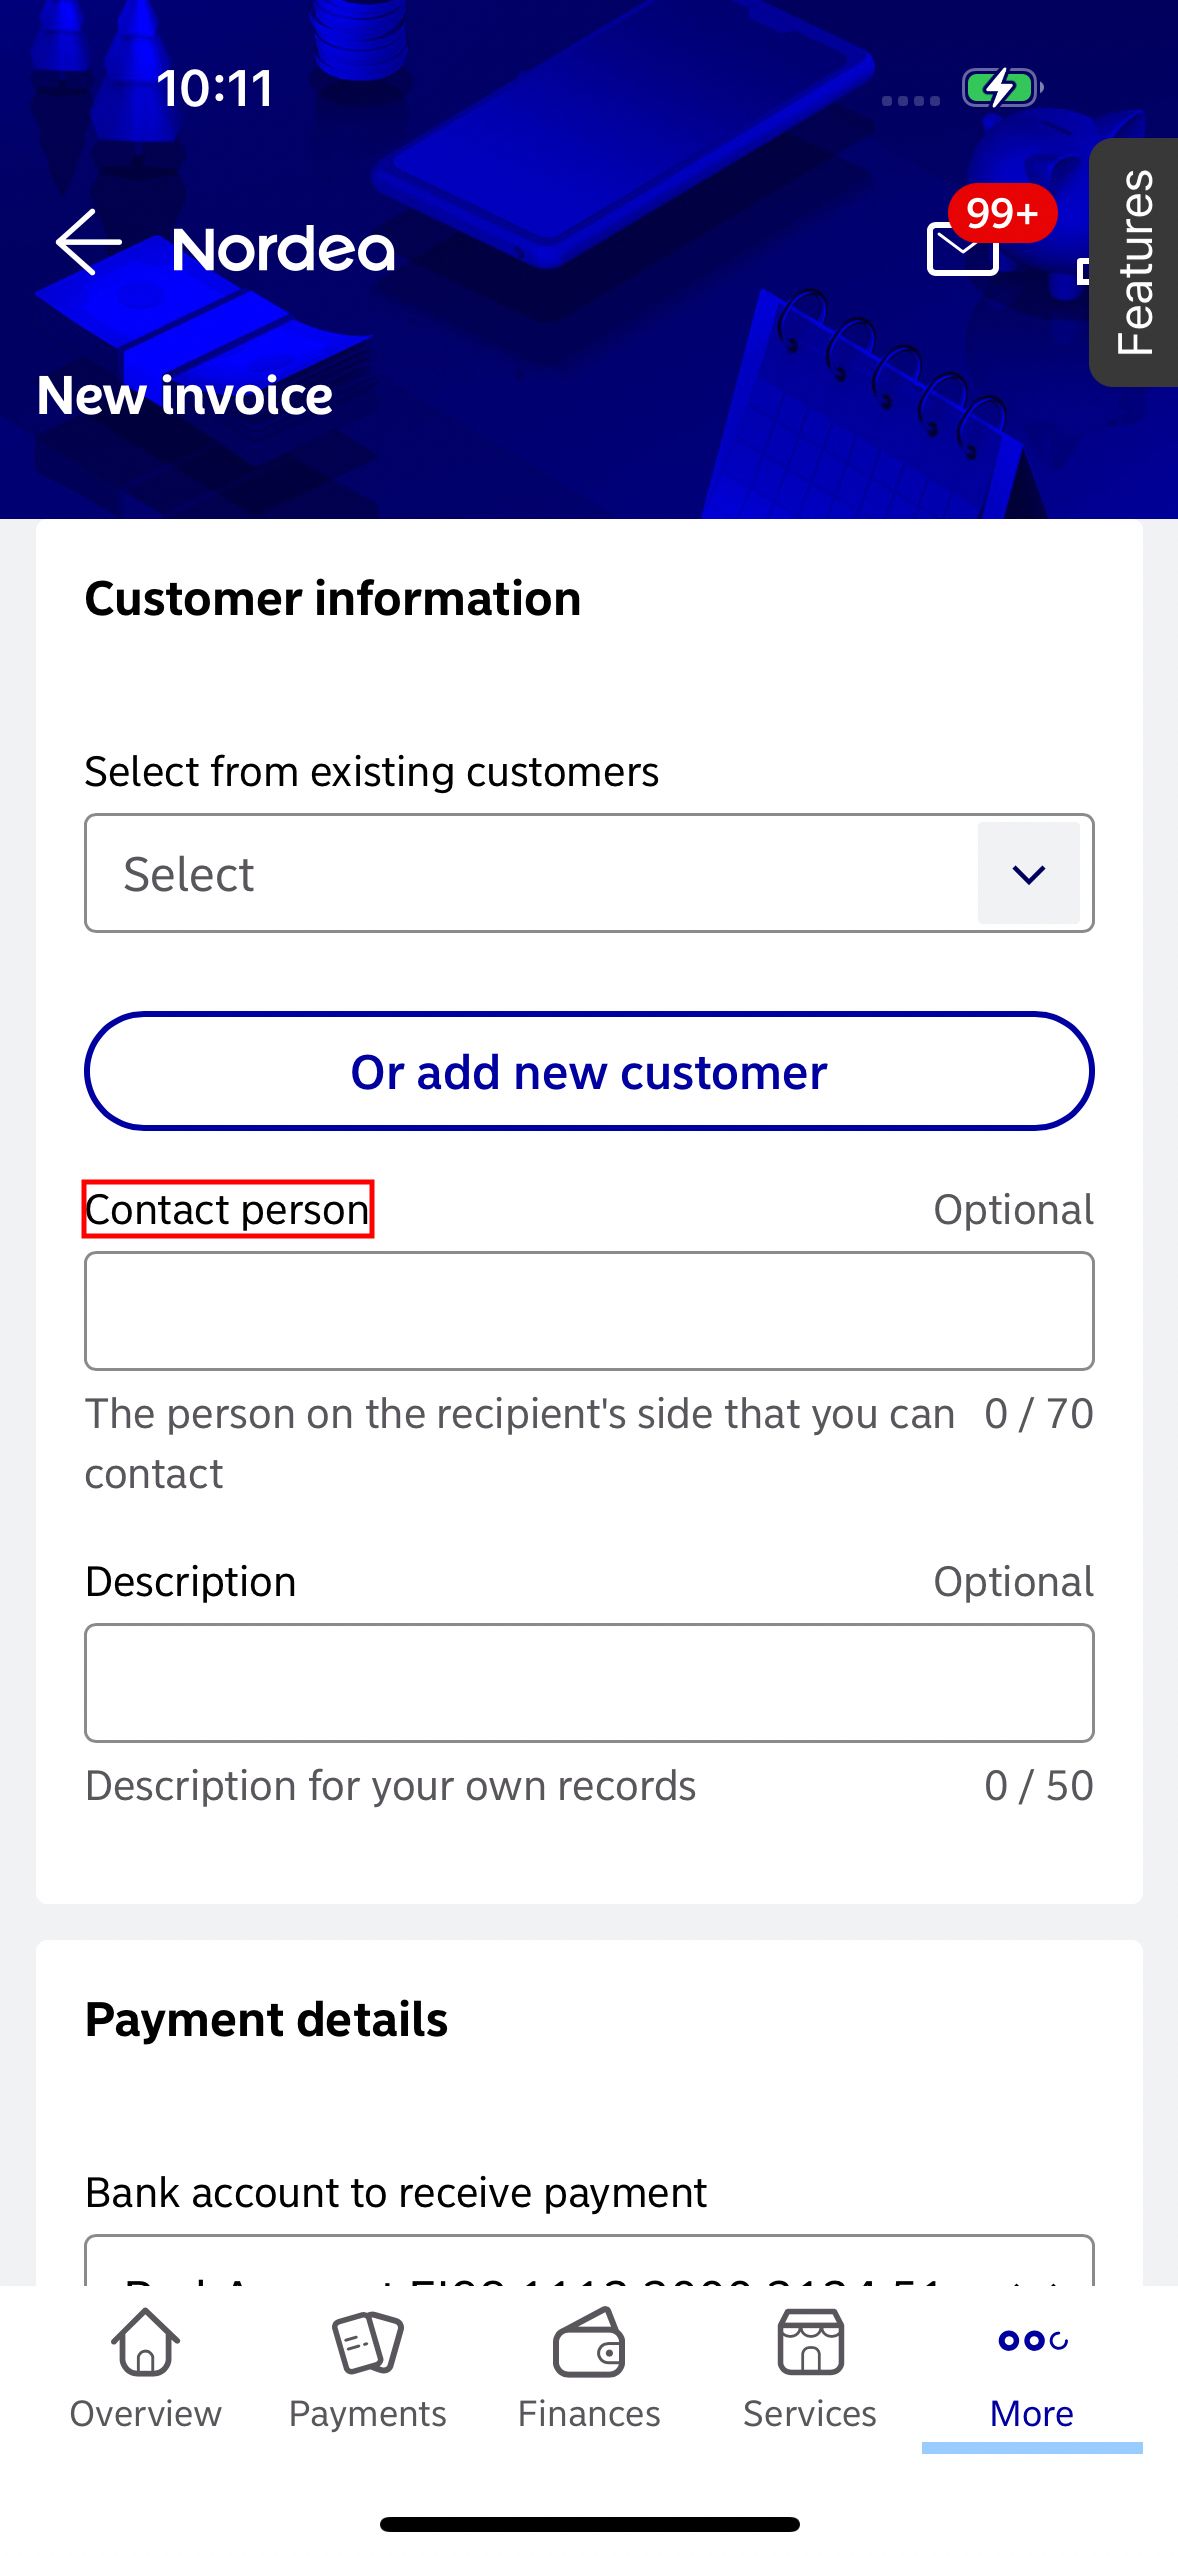 10:11
Nordea
99+
Features
New invoice
Customer information
Select from existing customers
Select
Or add new customer
Contact person
Optional
The person on the recipient's side that you can
contact
0 / 70
Description
Optional
Description for your own records
0 / 50
Payment details
Bank account to receive payment
Overview
Payments
Finances
Services
More